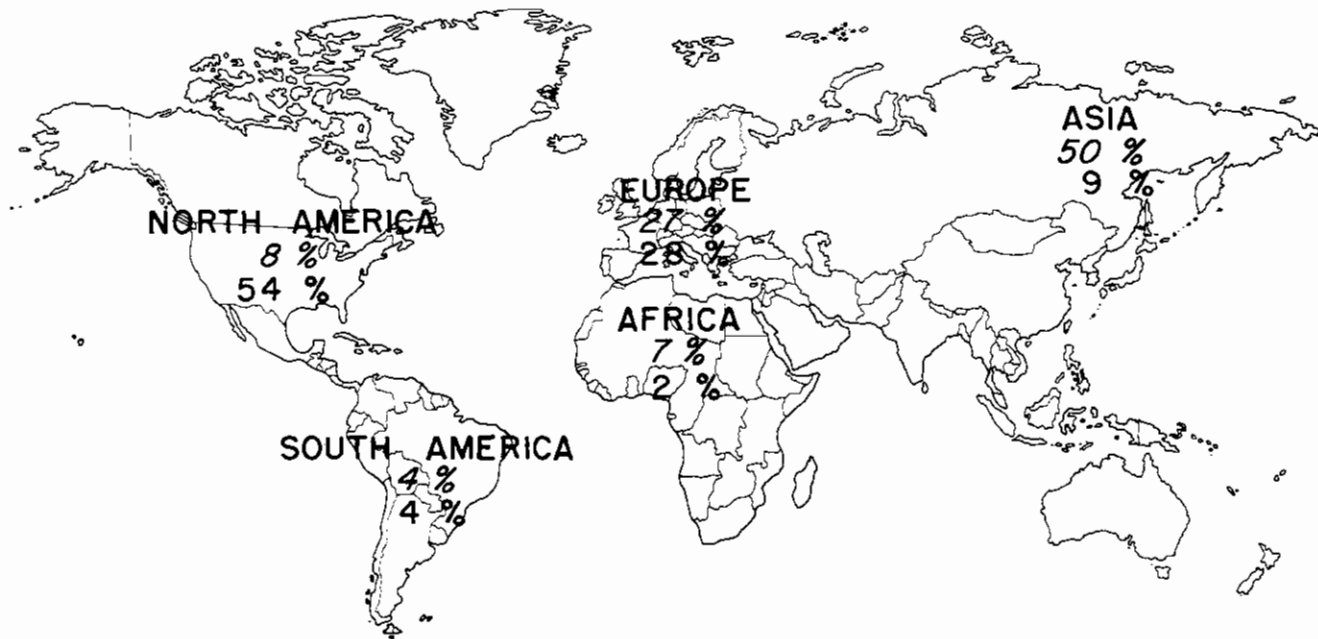 ASIA
50 %
9 %
EUROPE
27 %
28 %
NORTH AMERICA
8 %
54 %
AFRICA
7 %
2 %
SOUTH AMERICA
4 %
4 %